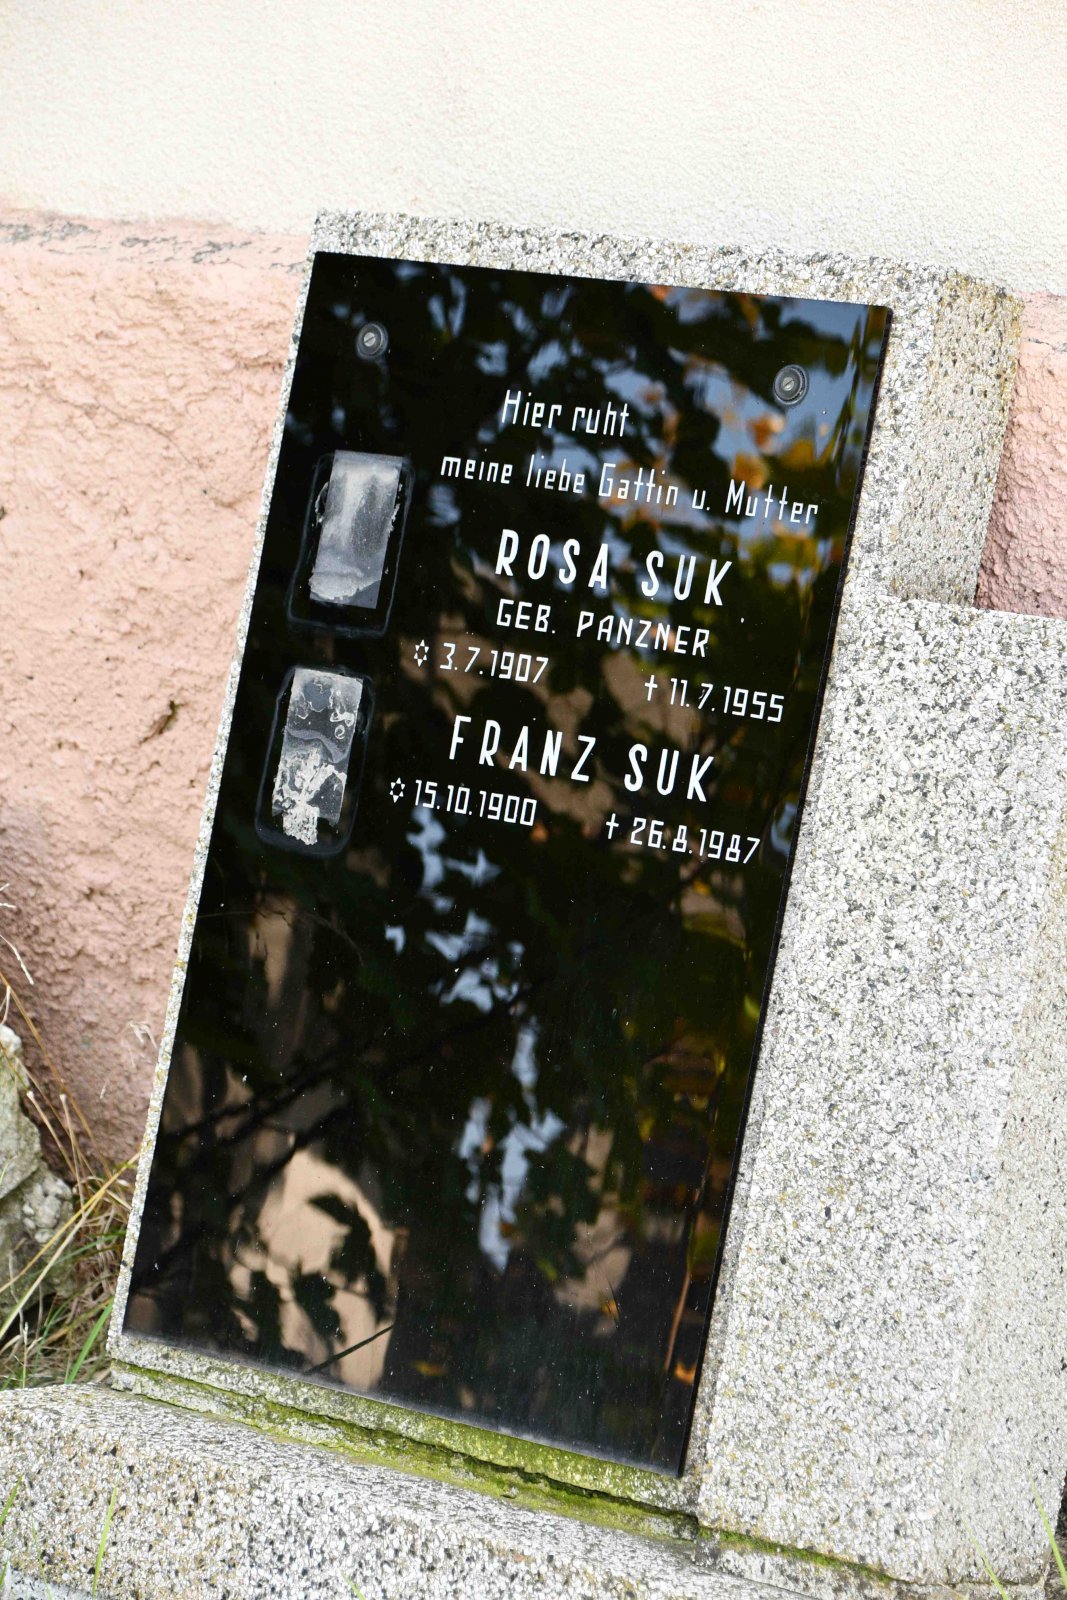 Hier ruht
meine liebe Gattin u. Mutter
ROSA SUK
GEB. PANZNER
✡ 3.7.1907 † 11.7.1955
FRANZ SUK
✡ 15.10.1900 † 26.8.1987